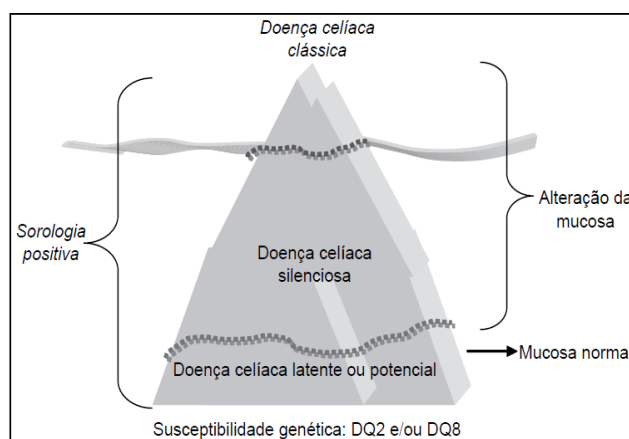 Doença celíaca
clássica
Sorologia
positiva
Alteração da
mucosa
Doença celíaca
silenciosa
Mucosa normal
Doença celíaca latente ou potencial
Susceptibilidade genética: DQ2 e/ou DQ8